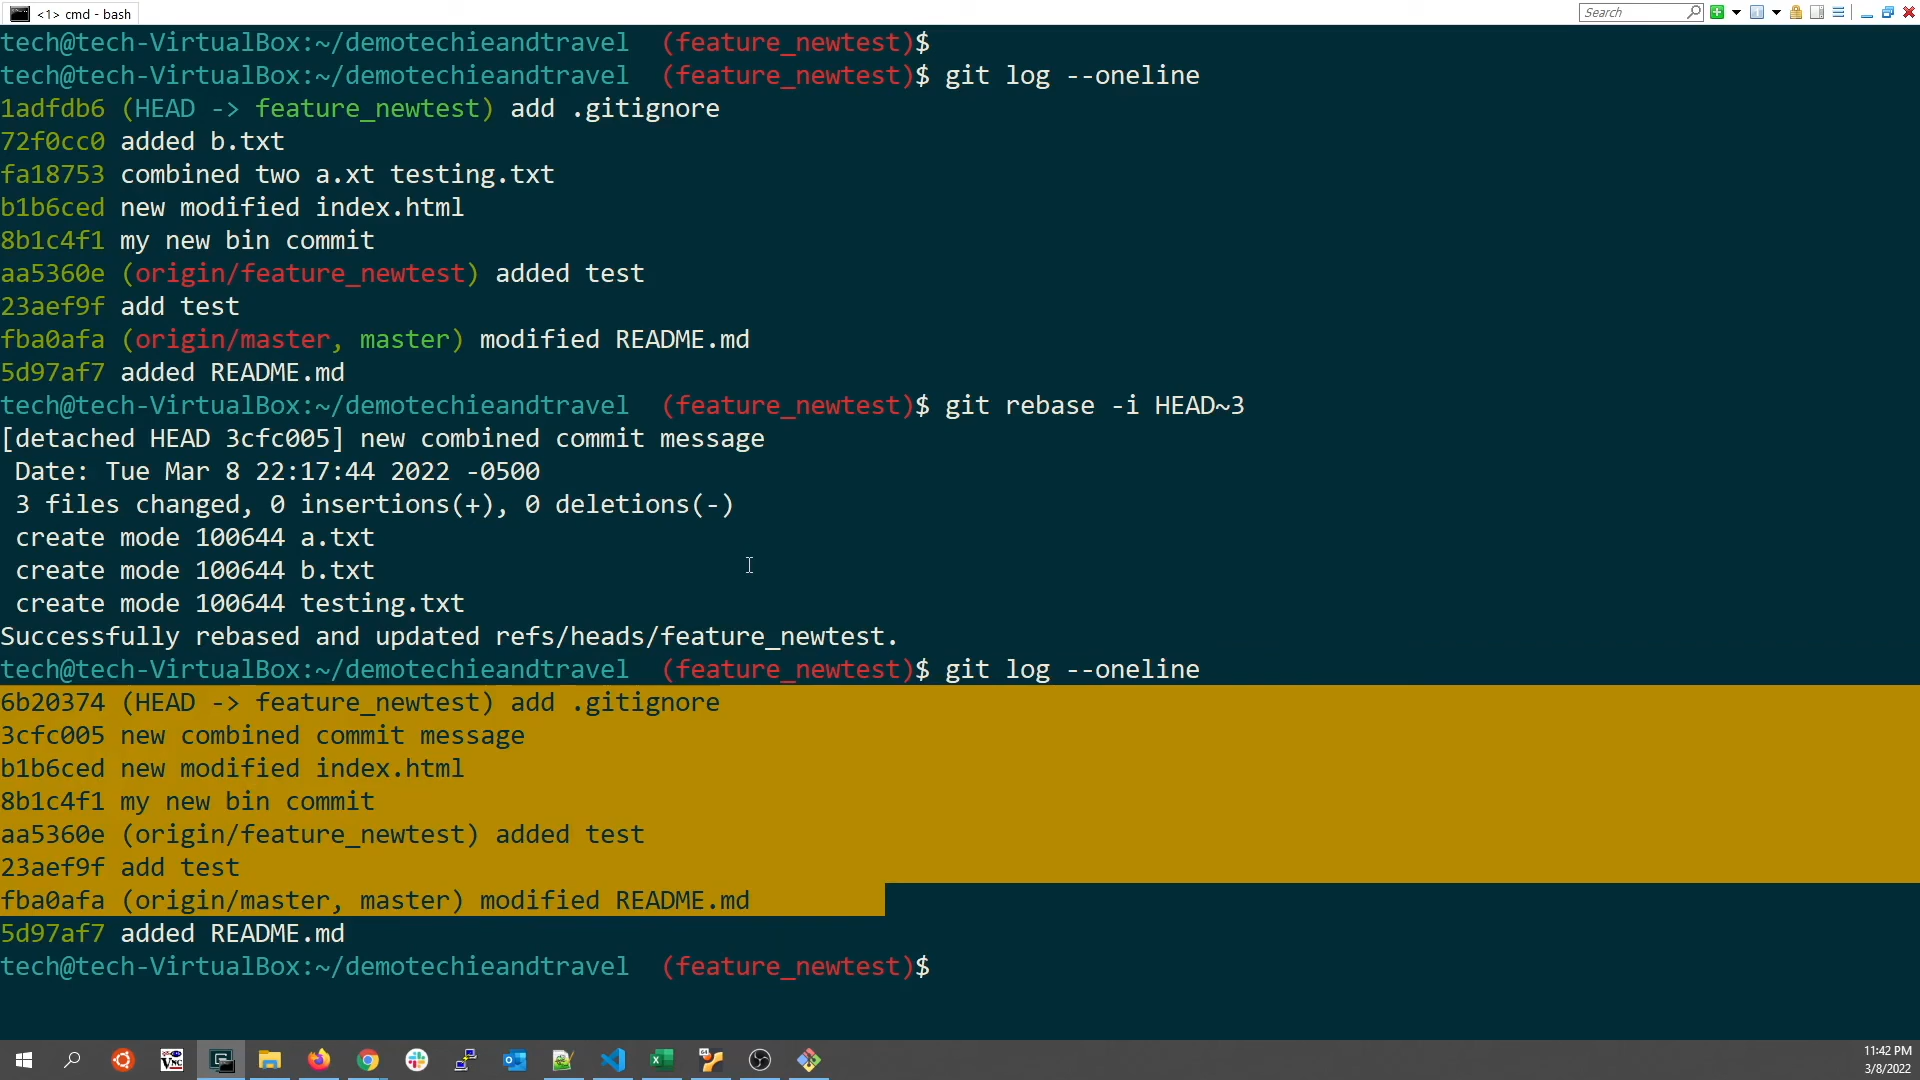 <1> cmd - bash
Search
tech@tech-VirtualBox:~/demotechieandtravel (feature_newtest)$
tech@tech-VirtualBox:~/demotechieandtravel (feature_newtest)$ git log --oneline
1adfdb6 (HEAD -> feature_newtest) add .gitignore
72f0cc0 added b.txt
fa18753 combined two a.xt testing.txt
b1b6ced new modified index.html
8b1c4f1 my new bin commit
aa5360e (origin/feature_newtest) added test
23aef9f add test
fba0afa (origin/master, master) modified README.md
5d97af7 added README.md
tech@tech-VirtualBox:~/demotechieandtravel (feature_newtest)$ git rebase -i HEAD~3
[detached HEAD 3cfc005] new combined commit message
Date: Tue Mar 8 22:17:44 2022 -0500
3 files changed, 0 insertions(+), 0 deletions(-)
create mode 100644 a.txt
create mode 100644 b.txt
create mode 100644 testing.txt
Successfully rebased and updated refs/heads/feature_newtest.
tech@tech-VirtualBox:~/demotechieandtravel (feature_newtest)$ git log --oneline
6b20374 (HEAD -> feature_newtest) add .gitignore
3cfc005 new combined commit message
b1b6ced new modified index.html
8b1c4f1 my new bin commit
aa5360e (origin/feature_newtest) added test
23aef9f add test
fba0afa (origin/master, master) modified README.md
5d97af7 added README.md
tech@tech-VirtualBox:~/demotechieandtravel (feature_newtest)$
11:42 PM
3/8/2022